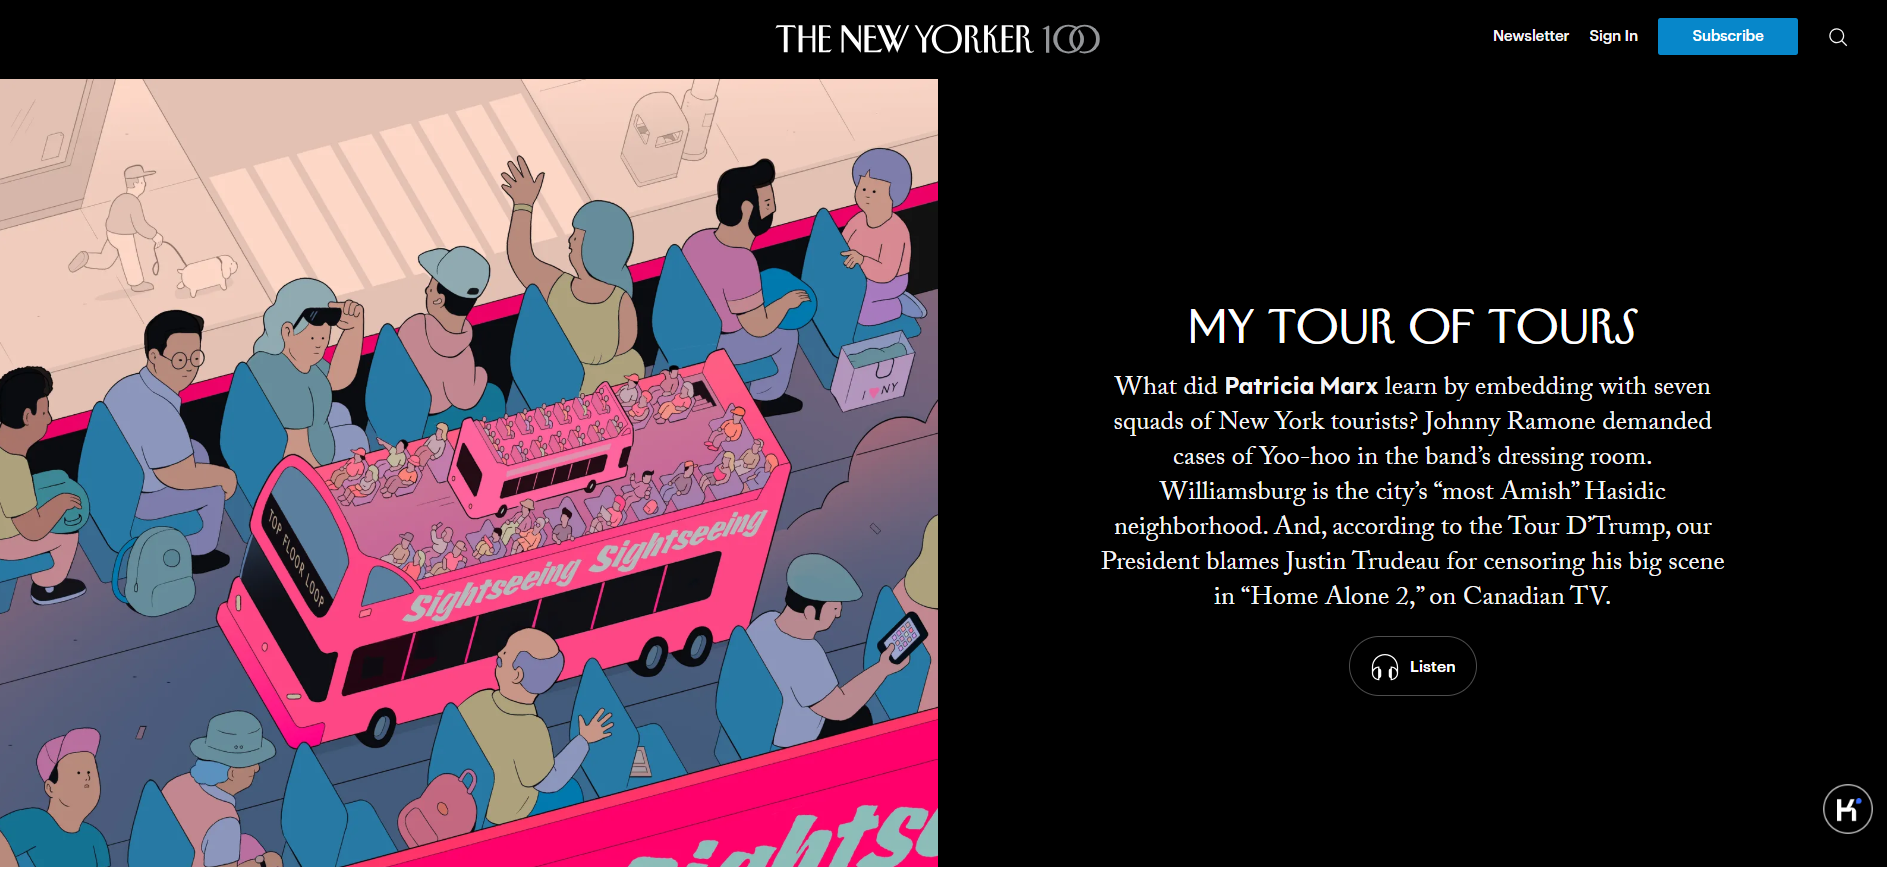 THE NEW YORKER 100
Newsletter Sign In Subscribe
MY TOUR OF TOURS
What did Patricia Marx learn by embedding with seven
squads of New York tourists? Johnny Ramone demanded
cases of Yoo-hoo in the band’s dressing room.
Williamsburg is the city’s “most Amish” Hasidic
neighborhood. And, according to the Tour D’Trump, our
President blames Justin Trudeau for censoring his big scene
in “Home Alone 2,” on Canadian TV.
Listen
I ♥ NY
TOP FLOOR LOOP
Sightseeing Sightseeing
Sightse
K